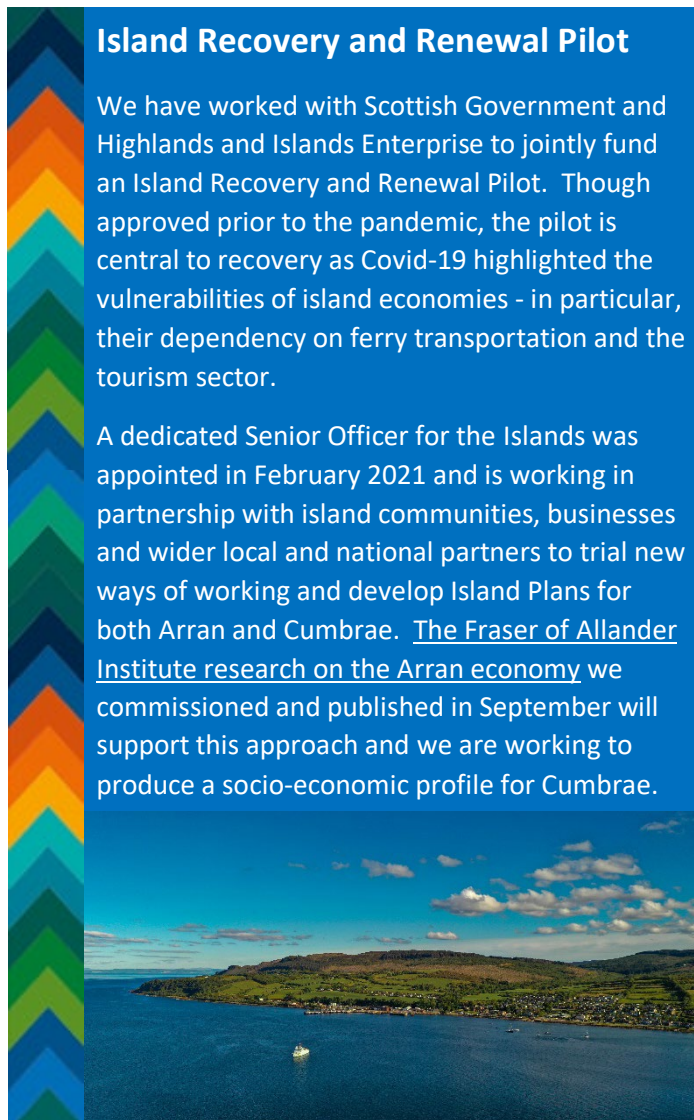 Island Recovery and Renewal Pilot
We have worked with Scottish Government and
Highlands and Islands Enterprise to jointly fund
an Island Recovery and Renewal Pilot.  Though
approved prior to the pandemic, the pilot is
central to recovery as Covid-19 highlighted the
vulnerabilities of island economies - in particular,
their dependency on ferry transportation and the
tourism sector.
A dedicated Senior Officer for the Islands was
appointed in February 2021 and is working in
partnership with island communities, businesses
and wider local and national partners to trial new
ways of working and develop Island Plans for
both Arran and Cumbrae.  The Fraser of Allander
Institute research on the Arran economy we
commissioned and published in September will
support this approach and we are working to
produce a socio-economic profile for Cumbrae.